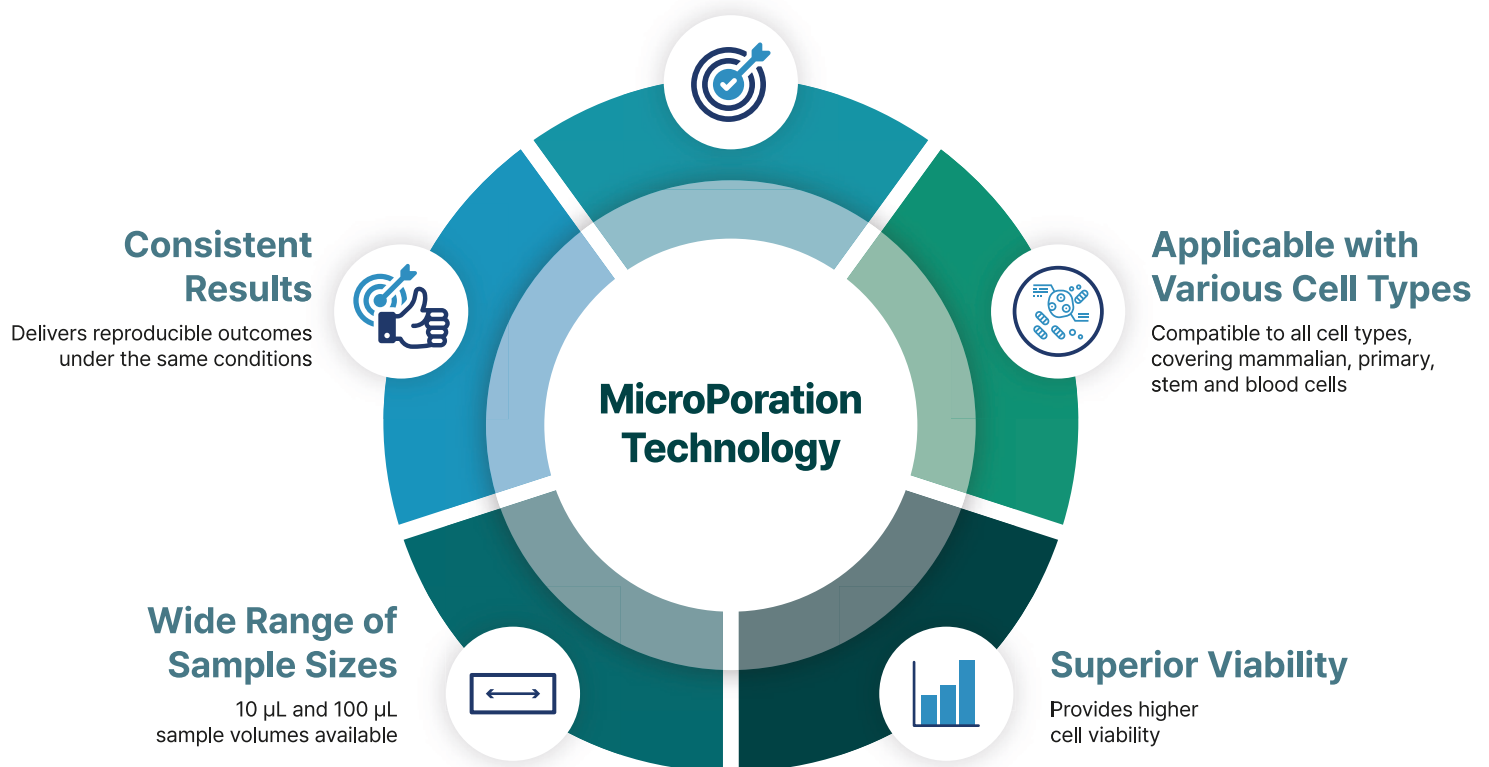 Consistent
Results
Delivers reproducible outcomes
under the same conditions
Applicable with
Various Cell Types
Compatible to all cell types,
covering mammalian, primary,
stem and blood cells
MicroPoration
Technology
Wide Range of
Sample Sizes
10 µL and 100 µL
sample volumes available
Superior Viability
Provides higher
cell viability